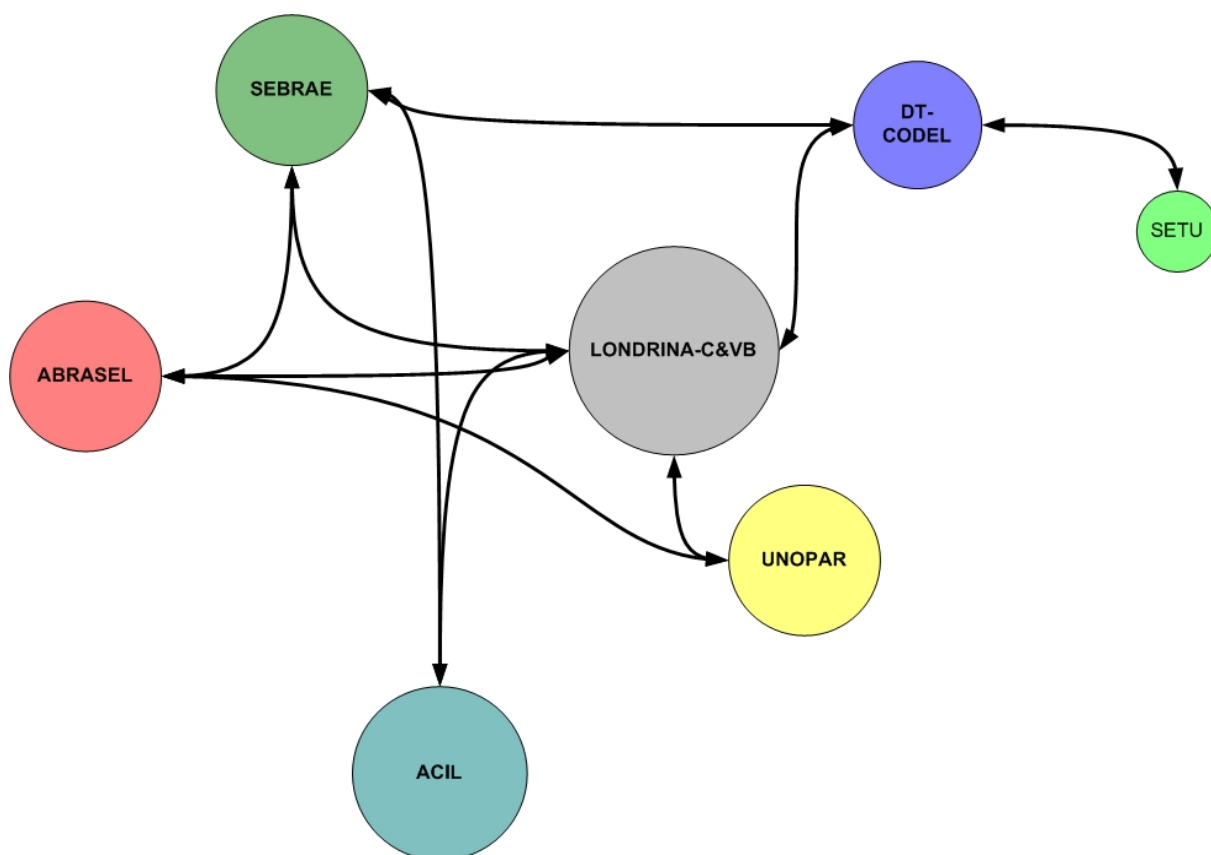 SEBRAE
DT-
CODEL
SETU
LONDRINA-C&VB
ABRASEL
UNOPAR
ACIL